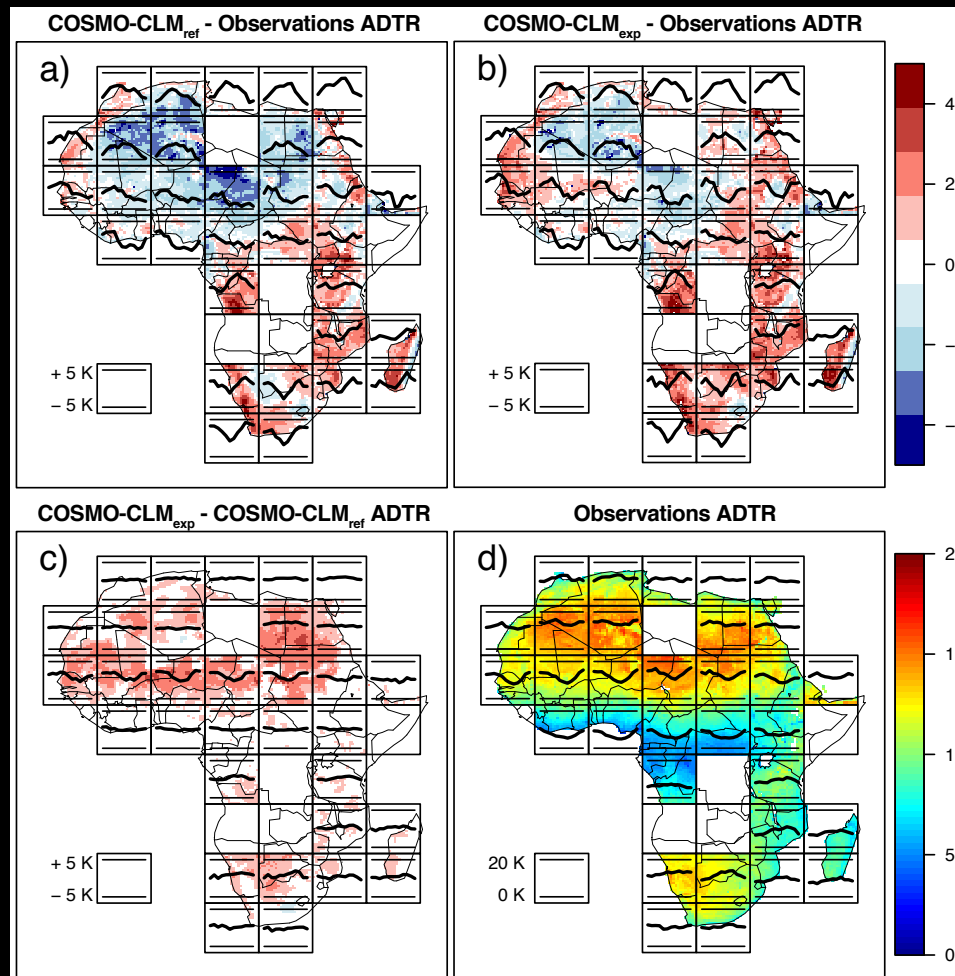 COSMO-CLMref - Observations ADTR
COSMO-CLMexp - Observations ADTR
a)
b)
4
2
0
–
–
+ 5 K
– 5 K
+ 5 K
– 5 K
COSMO-CLMexp - COSMO-CLMref ADTR
Observations ADTR
c)
d)
2
1
1
5
0
+ 5 K
– 5 K
20 K
0 K